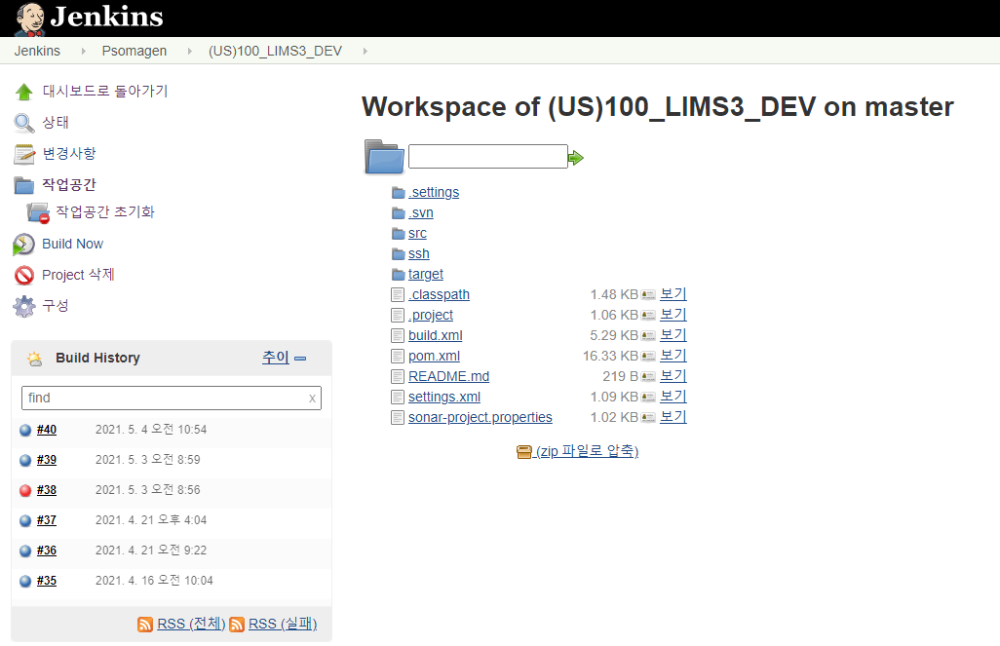 Jenkins
Jenkins Psomagen (US)100_LIMS3_DEV
대시보드로 돌아가기
상태
변경사항
작업공간
작업공간 초기화
Build Now
Project 삭제
구성
Build History 추이
find x
#40 2021. 5. 4 오전 10:54
#39 2021. 5. 3 오전 8:59
#38 2021. 5. 3 오전 8:56
#37 2021. 4. 21 오후 4:04
#36 2021. 4. 21 오전 9:22
#35 2021. 4. 16 오전 10:04
RSS (전체) RSS (실패)
Workspace of (US)100_LIMS3_DEV on master
.settings
.svn
src
ssh
target
.classpath 1.48 KB 보기
.project 1.06 KB 보기
build.xml 5.29 KB 보기
pom.xml 16.33 KB 보기
README.md 219 B 보기
settings.xml 1.09 KB 보기
sonar-project.properties 1.02 KB 보기
(zip 파일로 압축)